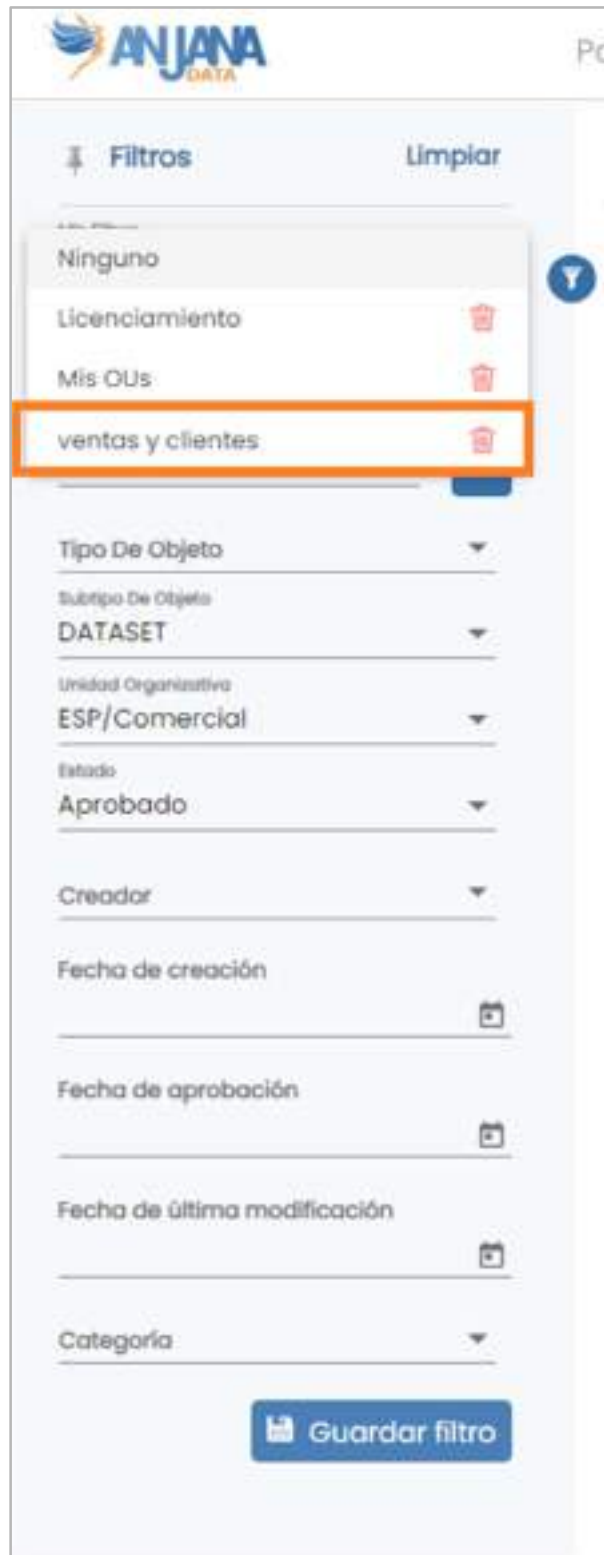 ANJANA
DATA
Filtros Limpiar
Ninguno
Licenciamiento
Mis OUs
ventas y clientes
Tipo De Objeto
Subtipo De Objeto
DATASET
Unidad Organizativa
ESP/Comercial
Estado
Aprobado
Creador
Fecha de creación
Fecha de aprobación
Fecha de última modificación
Categoría
Guardar filtro